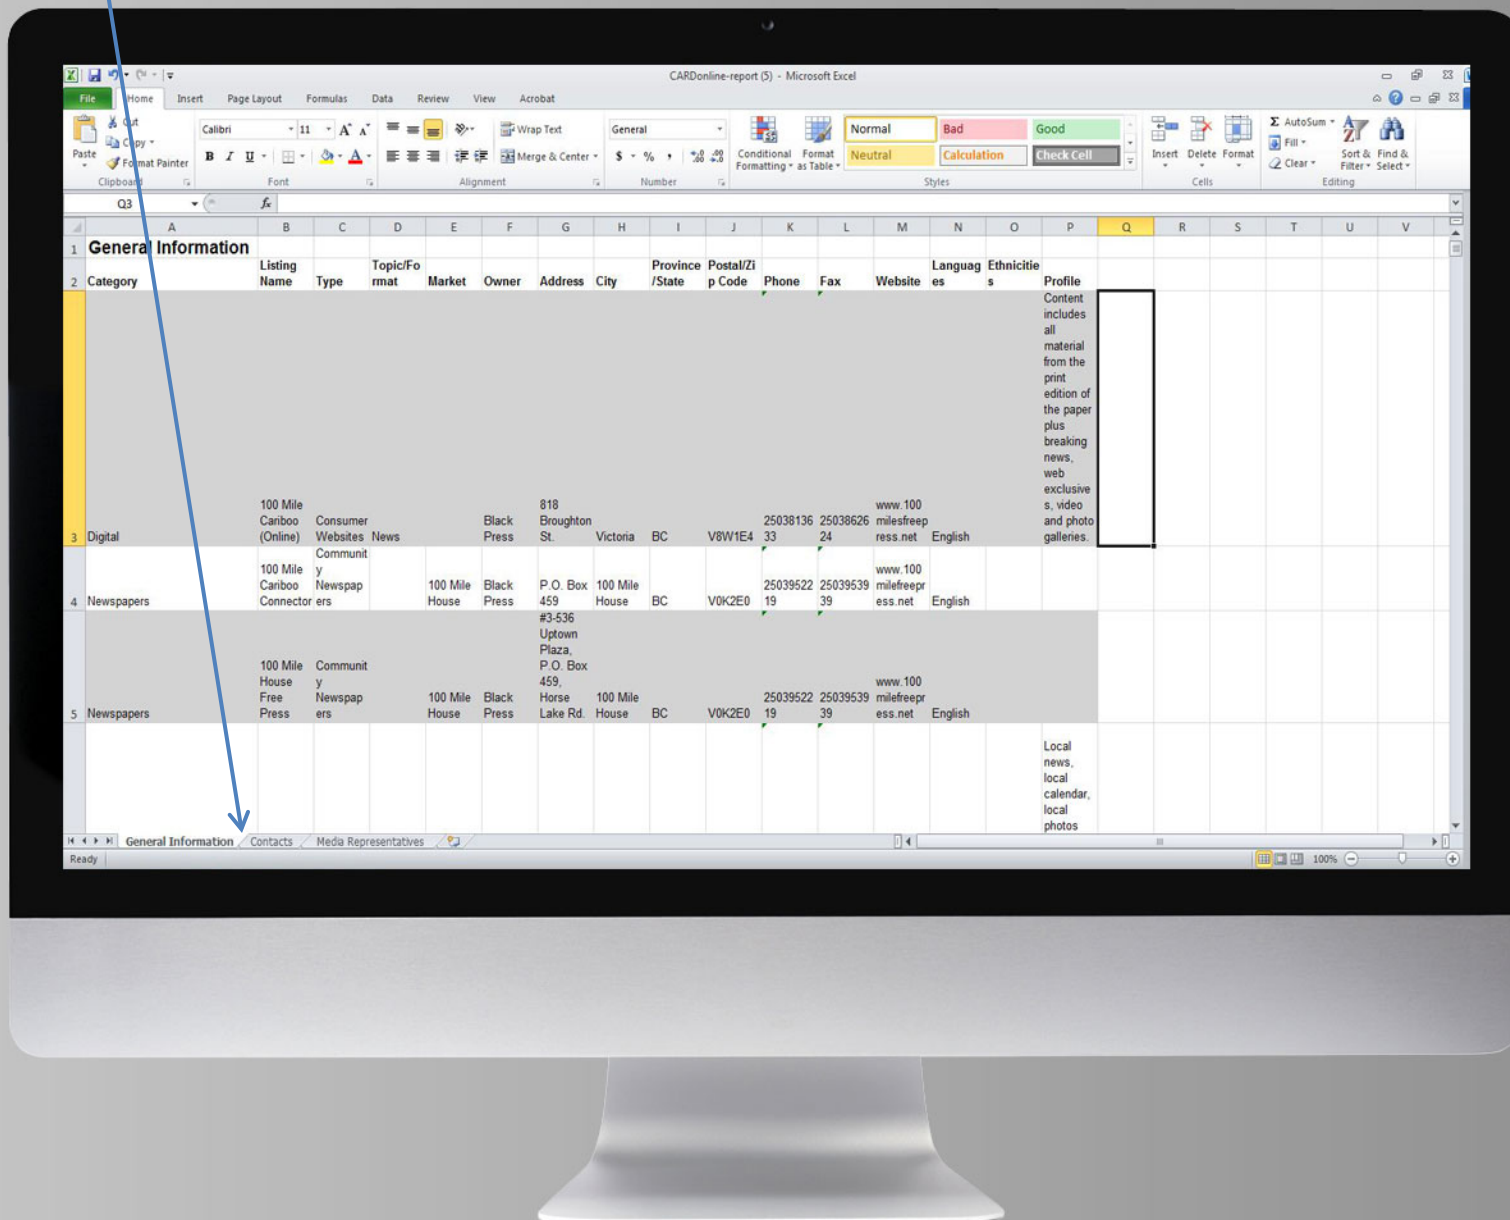 CARDonline-report (5) - Microsoft Excel
File Home Insert Page Layout Formulas Data Review View Acrobat
Cut
Copy
Format Painter
Paste
Clipboard
Calibri 11
Font
Wrap Text
Merge & Center
Alignment
General
$ % ,
Number
Conditional Formatting
Format as Table
Normal Bad Good
Neutral Calculation Check Cell
Styles
Insert Delete Format
Cells
Σ AutoSum
Fill
Clear
Sort & Filter
Find & Select
Editing
Q3 fx
A B C D E F G H I J K L M N O P Q R S T U V
1 General Information
2 Category Listing Name Type Topic/Format Market Owner Address City Province/State Postal/Zip Code Phone Fax Website Languages Ethnicities Profile
3 Digital 100 Mile Cariboo (Online) Consumer Websites News Black Press 818 Broughton St. Victoria BC V8W1E4 2503813633 2503862624 www.100milesfreepress.net English Content includes all material from the print edition of the paper plus breaking news, web exclusives, video and photo galleries.
4 Newspapers 100 Mile Cariboo Connector Community Newspapers 100 Mile House Black Press P.O. Box 459 100 Mile House BC V0K2E0 2503952219 2503953939 www.100milefreepress.net English
5 Newspapers 100 Mile House Free Press Community Newspapers 100 Mile House Black Press #3-536 Uptown Plaza, P.O. Box 459, Horse Lake Rd. 100 Mile House BC V0K2E0 2503952219 2503953939 www.100milefreepress.net English
Local news, local calendar, local photos
General Information Contacts Media Representatives
Ready 100%